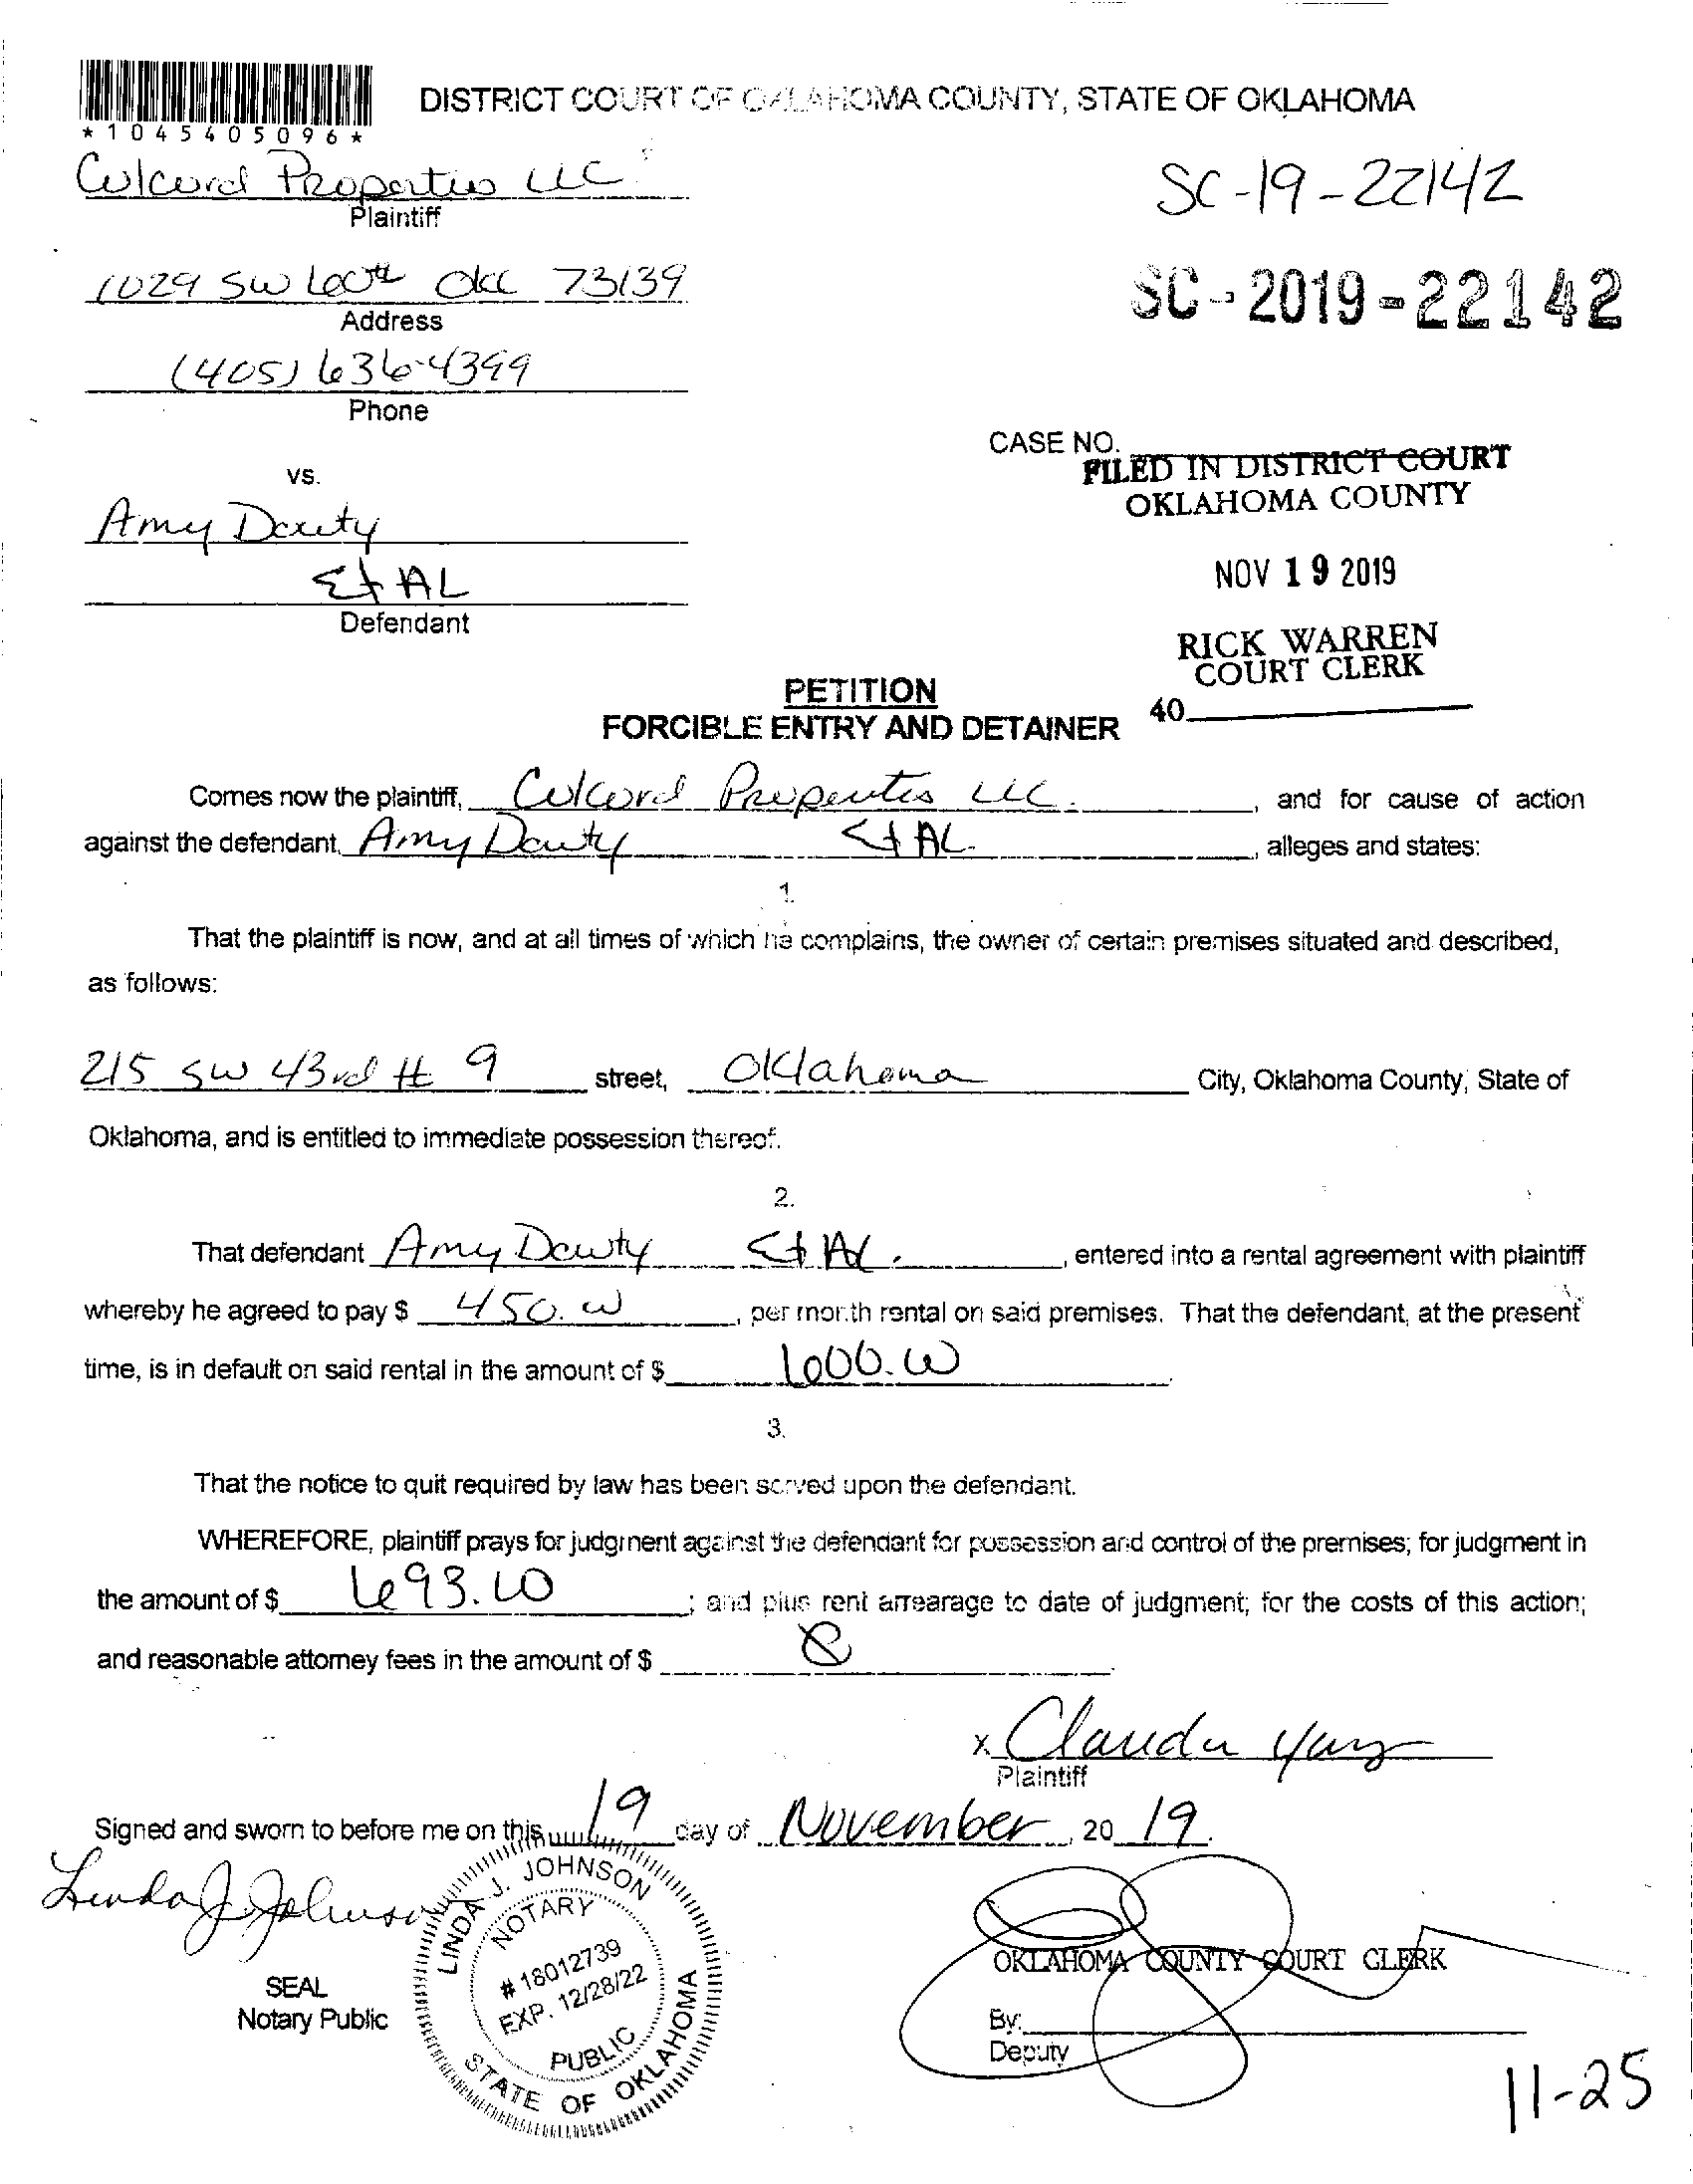 *1045405096*
DISTRICT COURT OF OKLAHOMA COUNTY, STATE OF OKLAHOMA
Colcord Properties LLC
Plaintiff
SC-19-22142
1029 SW 60th OKC 73139
Address
SC-2019-22142
(405) 636-4399
Phone
CASE NO.
FILED IN DISTRICT COURT
OKLAHOMA COUNTY
vs.
Amy Dauty
Et AL
Defendant
NOV 19 2019
RICK WARREN
COURT CLERK
40
PETITION
FORCIBLE ENTRY AND DETAINER
Comes now the plaintiff, Colcord Properties LLC. , and for cause of action
against the defendant, Amy Dauty Et AL. , alleges and states:
1.
That the plaintiff is now, and at all times of which he complains, the owner of certain premises situated and described,
as follows:
215 SW 43rd # 9 street, Oklahoma City, Oklahoma County, State of
Oklahoma, and is entitled to immediate possession thereof.
2.
That defendant Amy Dauty Et AL. , entered into a rental agreement with plaintiff
whereby he agreed to pay $ 450.00 , per month rental on said premises. That the defendant, at the present
time, is in default on said rental in the amount of $ 600.00 .
3.
That the notice to quit required by law has been served upon the defendant.
WHEREFORE, plaintiff prays for judgment against the defendant for possession and control of the premises; for judgment in
the amount of $ 693.00 ; and plus rent arrearage to date of judgment; for the costs of this action;
and reasonable attorney fees in the amount of $ .
x Claudia
Plaintiff
Signed and sworn to before me on this 19 day of November , 20 19.
Linda J Johnson
LINDA J. JOHNSON
NOTARY
# 18012739
EXP. 12/28/22
PUBLIC
STATE OF OKLAHOMA
SEAL
Notary Public
OKLAHOMA COUNTY COURT CLERK
By:
Deputy
11-25